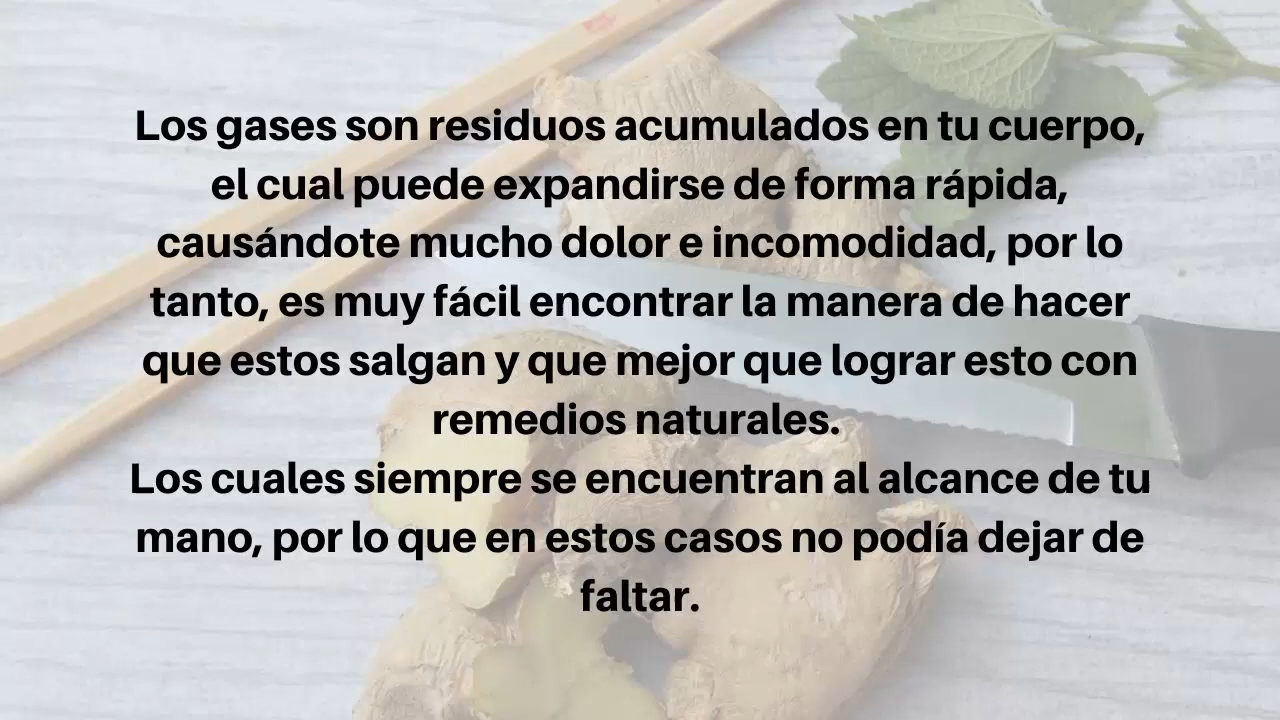 Los gases son residuos acumulados en tu cuerpo,
el cual puede expandirse de forma rápida,
causándote mucho dolor e incomodidad, por lo
tanto, es muy fácil encontrar la manera de hacer
que estos salgan y que mejor que lograr esto con
remedios naturales.
Los cuales siempre se encuentran al alcance de tu
mano, por lo que en estos casos no podía dejar de
faltar.